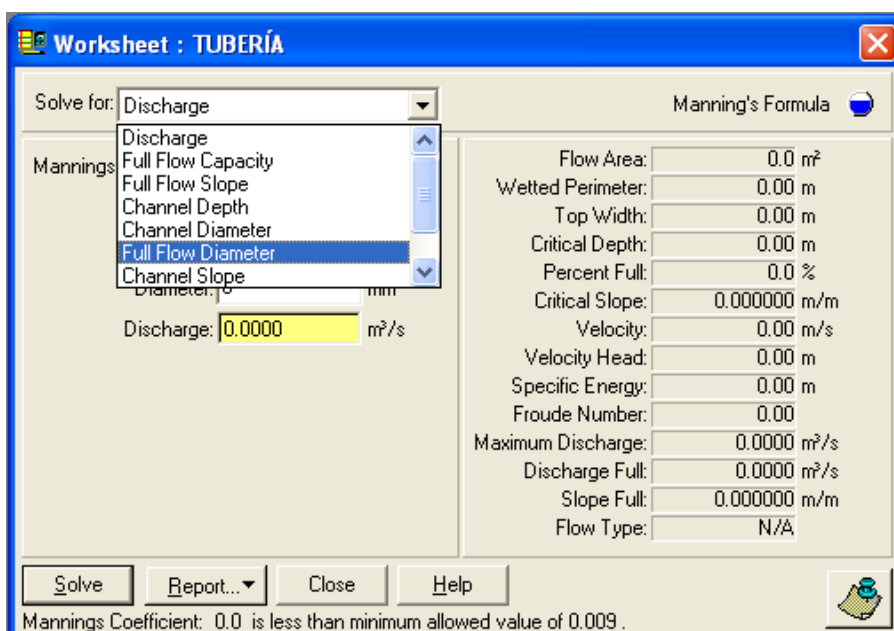 Worksheet : TUBERÍA
Solve for: Discharge
Manning's Formula
Discharge
Full Flow Capacity
Full Flow Slope
Channel Depth
Channel Diameter
Full Flow Diameter
Channel Slope
Mannings
Diameter: 0 mm
Discharge: 0.0000 m³/s
Flow Area: 0.0 m²
Wetted Perimeter: 0.00 m
Top Width: 0.00 m
Critical Depth: 0.00 m
Percent Full: 0.0 %
Critical Slope: 0.000000 m/m
Velocity: 0.00 m/s
Velocity Head: 0.00 m
Specific Energy: 0.00 m
Froude Number: 0.00
Maximum Discharge: 0.0000 m³/s
Discharge Full: 0.0000 m³/s
Slope Full: 0.000000 m/m
Flow Type: N/A
Solve Report... Close Help
Mannings Coefficient: 0.0 is less than minimum allowed value of 0.009 .